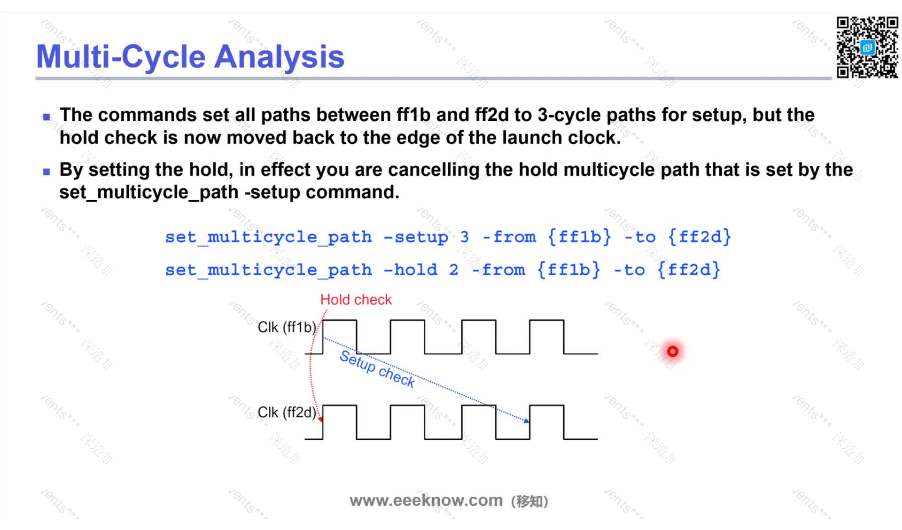 Multi-Cycle Analysis
The commands set all paths between ff1b and ff2d to 3-cycle paths for setup, but the
hold check is now moved back to the edge of the launch clock.
By setting the hold, in effect you are cancelling the hold multicycle path that is set by the
set_multicycle_path -setup command.
set_multicycle_path –setup 3 -from {ff1b} -to {ff2d}
set_multicycle_path –hold 2 -from {ff1b} -to {ff2d}
Hold check
Clk (ff1b)
Setup check
Clk (ff2d)
www.eeeknow.com (移知)